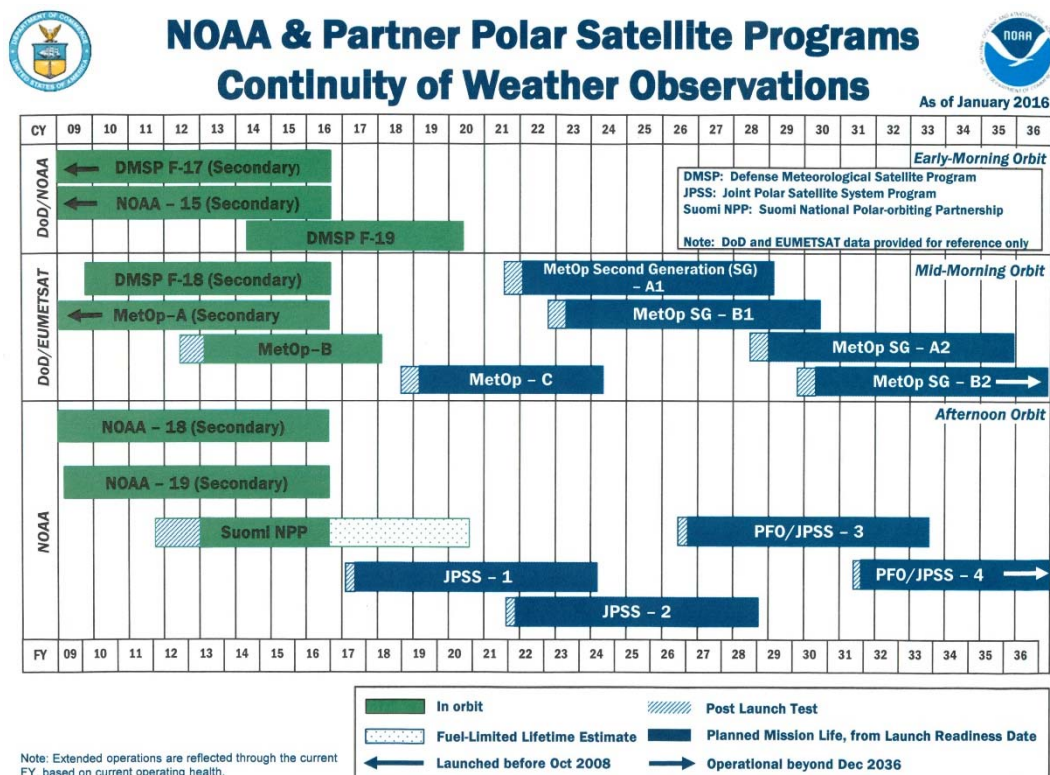 NOAA & Partner Polar Satellite Programs
Continuity of Weather Observations
NOAA
As of January 2016
CY 09 10 11 12 13 14 15 16 17 18 19 20 21 22 23 24 25 26 27 28 29 30 31 32 33 34 35 36
DoD/NOAA
Early-Morning Orbit
DMSP F-17 (Secondary)
NOAA – 15 (Secondary)
DMSP F-19
DMSP: Defense Meteorological Satellite Program
JPSS: Joint Polar Satellite System Program
Suomi NPP: Suomi National Polar-orbiting Partnership
Note: DoD and EUMETSAT data provided for reference only
DoD/EUMETSAT
Mid-Morning Orbit
DMSP F-18 (Secondary)
MetOp Second Generation (SG)
– A1
MetOp–A (Secondary
MetOp SG – B1
MetOp–B
MetOp SG – A2
MetOp – C
MetOp SG – B2
NOAA
Afternoon Orbit
NOAA – 18 (Secondary)
NOAA – 19 (Secondary)
Suomi NPP
PFO/JPSS – 3
JPSS – 1
PFO/JPSS – 4
JPSS – 2
FY 09 10 11 12 13 14 15 16 17 18 19 20 21 22 23 24 25 26 27 28 29 30 31 32 33 34 35 36
In orbit
Post Launch Test
Fuel-Limited Lifetime Estimate
Planned Mission Life, from Launch Readiness Date
Launched before Oct 2008
Operational beyond Dec 2036
Note: Extended operations are reflected through the current
FY, based on current operating health.